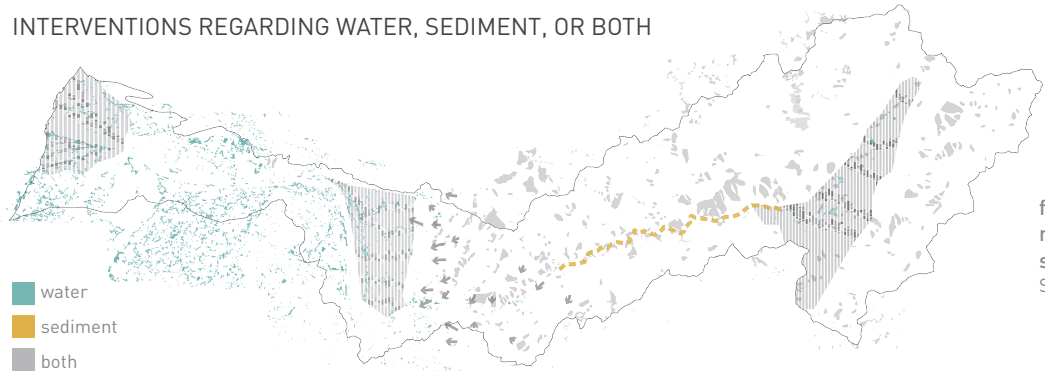 INTERVENTIONS REGARDING WATER, SEDIMENT, OR BOTH
water
sediment
both